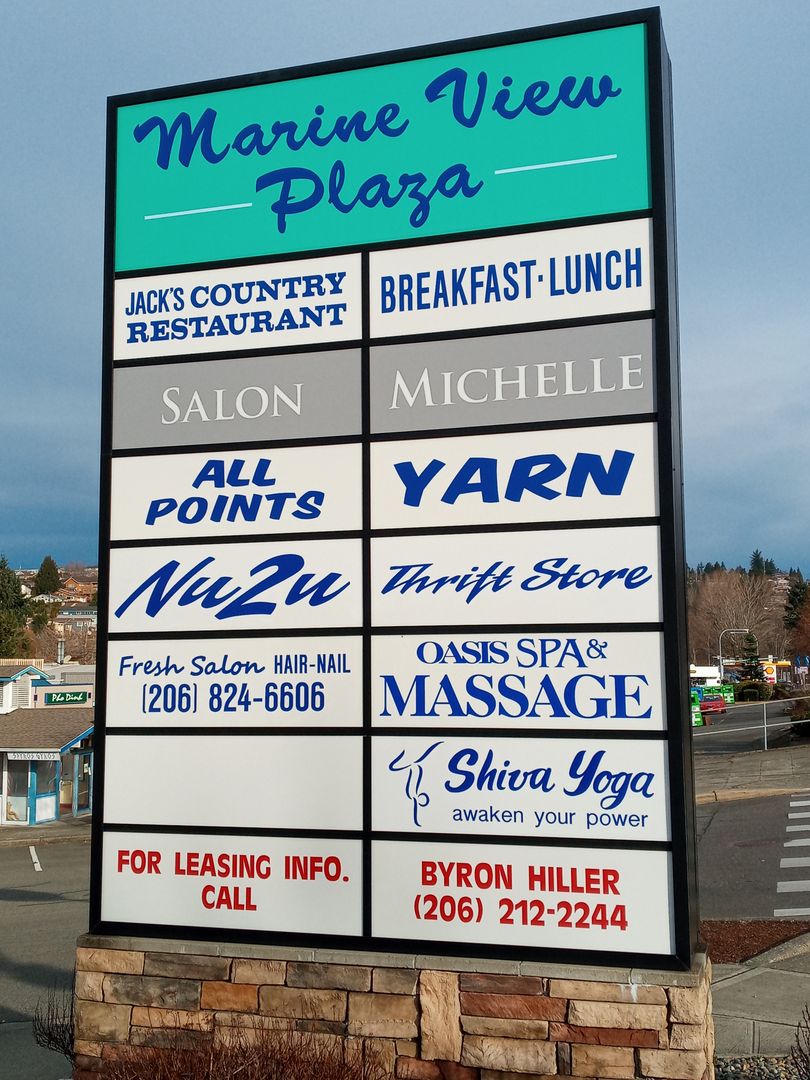 Marine View
Plaza
JACK'S COUNTRY
RESTAURANT
BREAKFAST·LUNCH
SALON
MICHELLE
ALL
POINTS
YARN
Nu2u
Thrift Store
Fresh Salon HAIR-NAIL
(206) 824-6606
OASIS SPA&
MASSAGE
Shiva Yoga
awaken your power
FOR LEASING INFO.
CALL
BYRON HILLER
(206) 212-2244
Pho Dinh
SPYROS GYROS